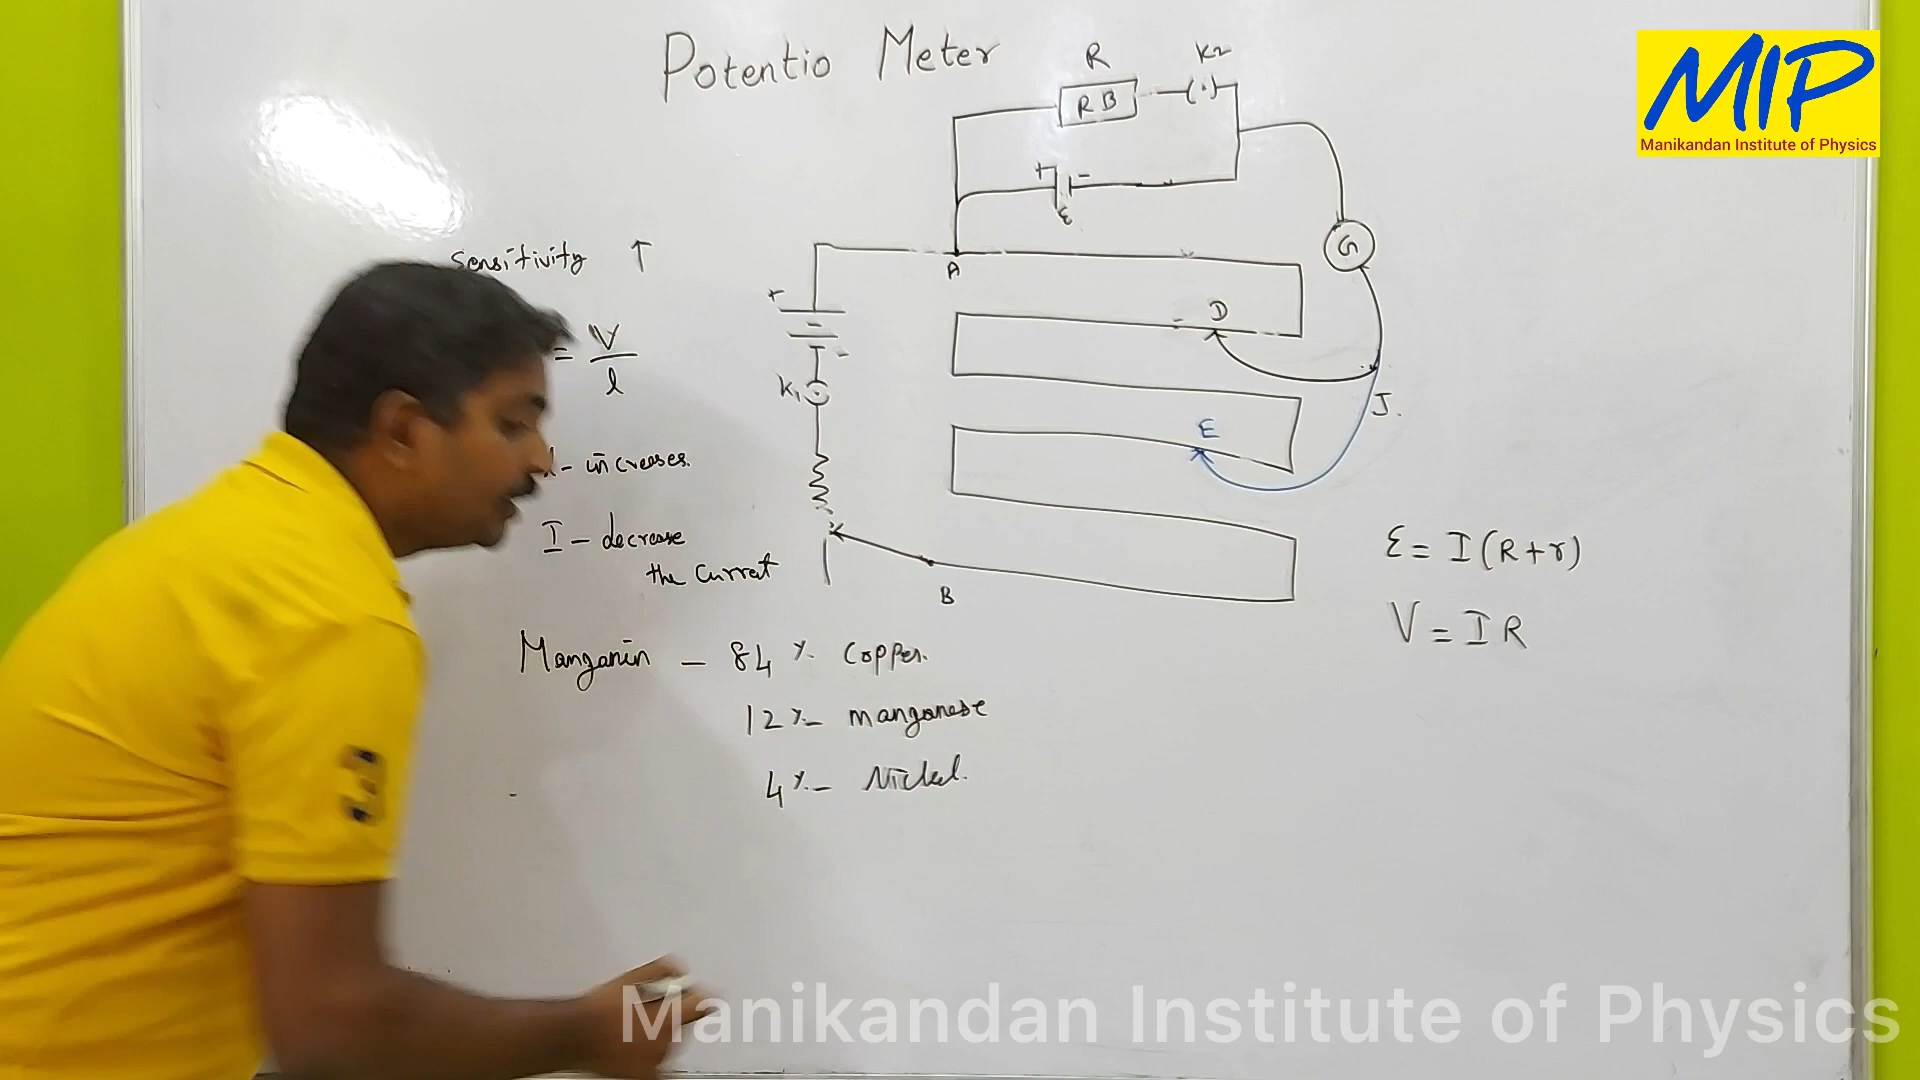 Potentio Meter
MIP
Manikandan Institute of Physics
R
K2
R B
+ -
ε
G
A
Sensitivity ↑
+
-
D
= V/l
K1
J.
E
- increases.
I - decrease
the Current
B
ε = I(R+r)
V = IR
Manganin - 84 % Copper.
12 % - manganese
4 % - Nickel.
Manikandan Institute of Physics